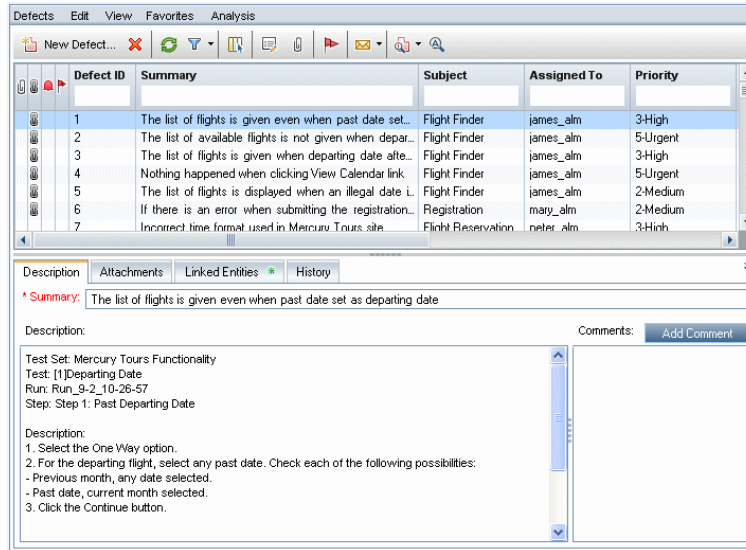 Defects Edit View Favorites Analysis
New Defect...
Defect ID Summary Subject Assigned To Priority
1 The list of flights is given even when past date set... Flight Finder james_alm 3-High
2 The list of available flights is not given when depar... Flight Finder james_alm 5-Urgent
3 The list of flights is given when departing date afte... Flight Finder james_alm 3-High
4 Nothing happened when clicking View Calendar link Flight Finder james_alm 5-Urgent
5 The list of flights is displayed when an illegal date i... Flight Finder james_alm 2-Medium
6 If there is an error when submitting the registration... Registration mary_alm 2-Medium
7 Incorrect time format used in Mercury Tours site Flight Reservation peter_alm 3-High
Description Attachments Linked Entities * History
* Summary: The list of flights is given even when past date set as departing date
Description: Comments: Add Comment
Test Set: Mercury Tours Functionality
Test: [1]Departing Date
Run: Run_9-2_10-26-57
Step: Step 1: Past Departing Date
Description:
1. Select the One Way option.
2. For the departing flight, select any past date. Check each of the following possibilities:
- Previous month, any date selected.
- Past date, current month selected.
3. Click the Continue button.